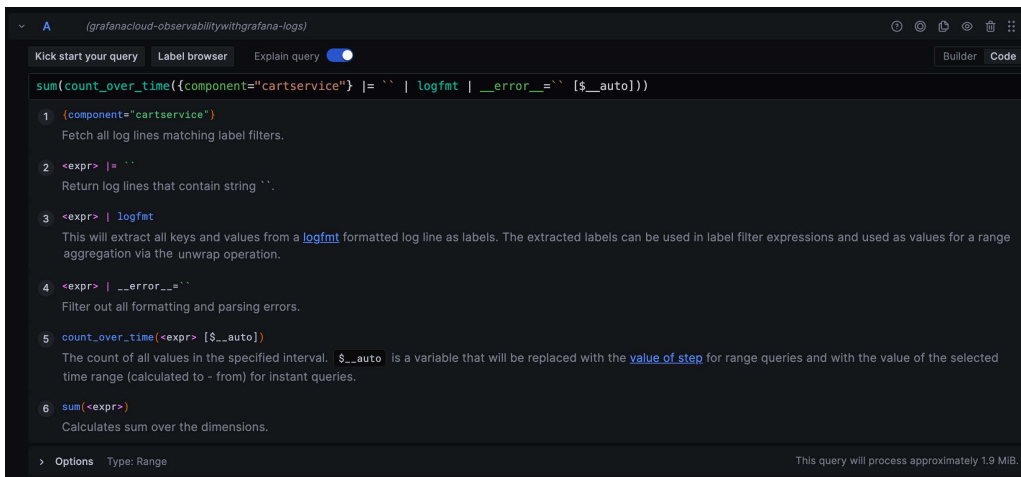 A (grafanacloud-observabilitywithgrafana-logs)
Kick start your query Label browser Explain query Builder Code
sum(count_over_time({component="cartservice"} |= `` | logfmt | __error__=`` [$__auto]))
1 {component="cartservice"}
Fetch all log lines matching label filters.
2 <expr> |= ``
Return log lines that contain string ``.
3 <expr> | logfmt
This will extract all keys and values from a logfmt formatted log line as labels. The extracted labels can be used in label filter expressions and used as values for a range
aggregation via the unwrap operation.
4 <expr> | __error__=``
Filter out all formatting and parsing errors.
5 count_over_time(<expr> [$__auto])
The count of all values in the specified interval. $__auto is a variable that will be replaced with the value of step for range queries and with the value of the selected
time range (calculated to - from) for instant queries.
6 sum(<expr>)
Calculates sum over the dimensions.
Options Type: Range This query will process approximately 1.9 MiB.